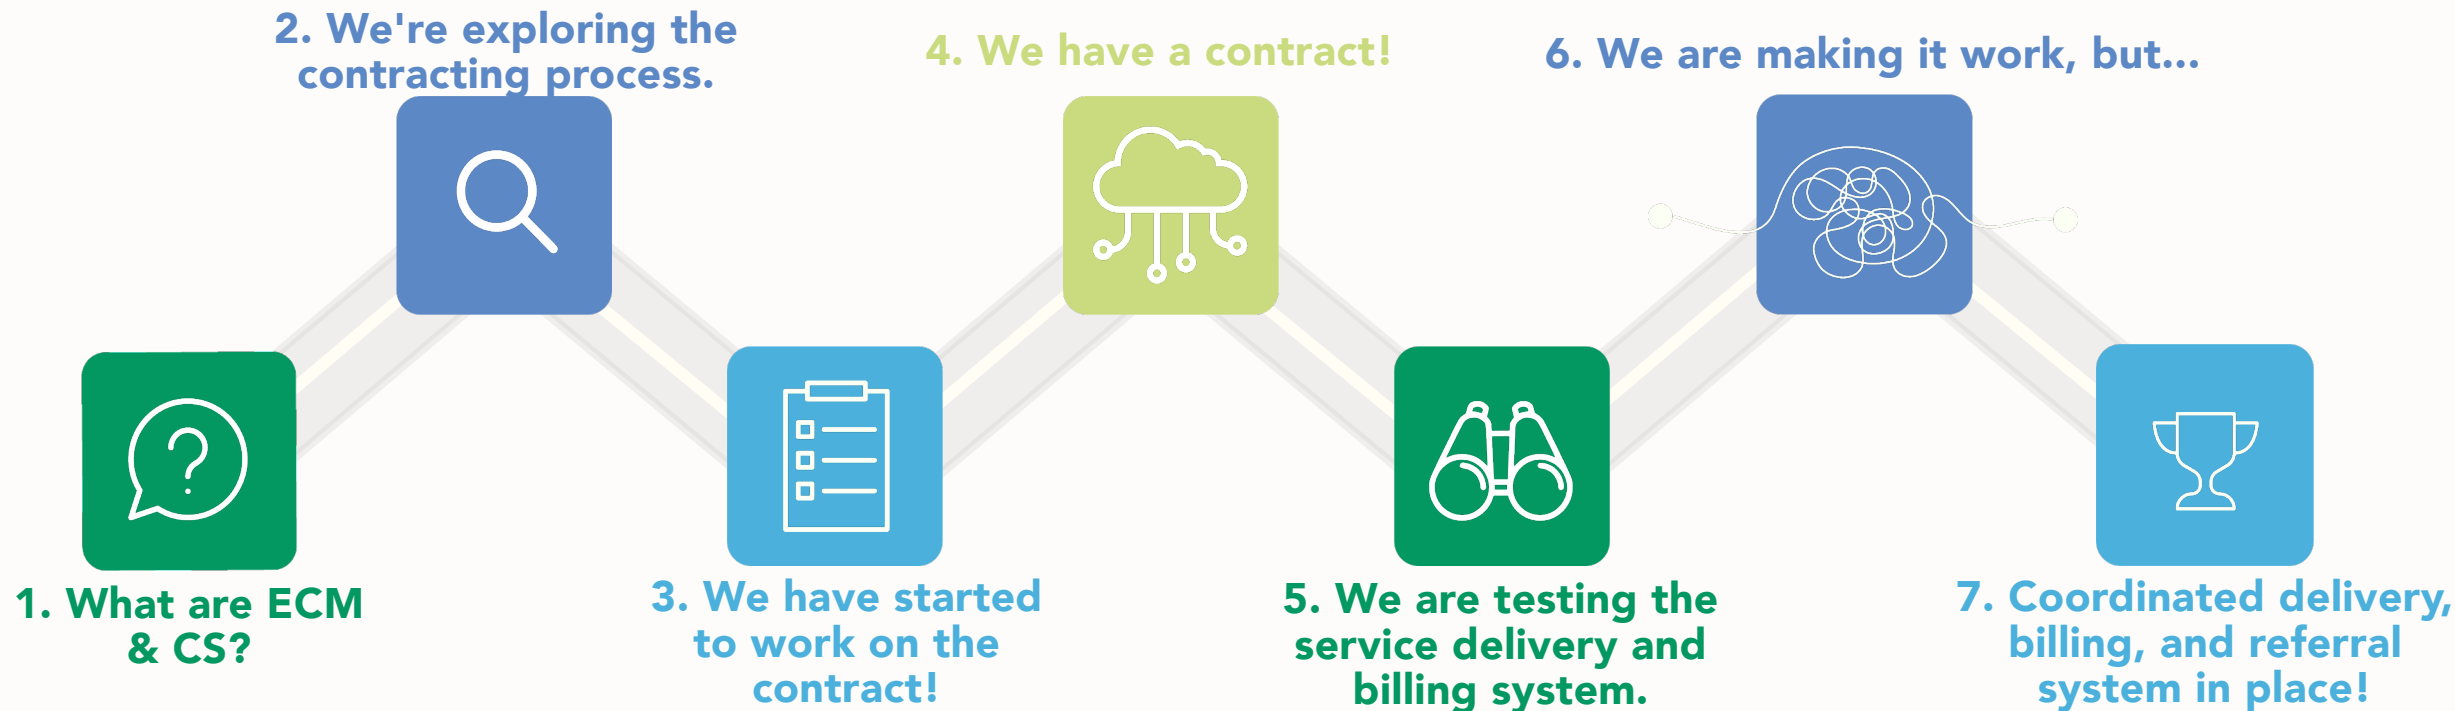 1. What are ECM
& CS?
2. We're exploring the
contracting process.
3. We have started
to work on the
contract!
4. We have a contract!
5. We are testing the
service delivery and
billing system.
6. We are making it work, but...
7. Coordinated delivery,
billing, and referral
system in place!